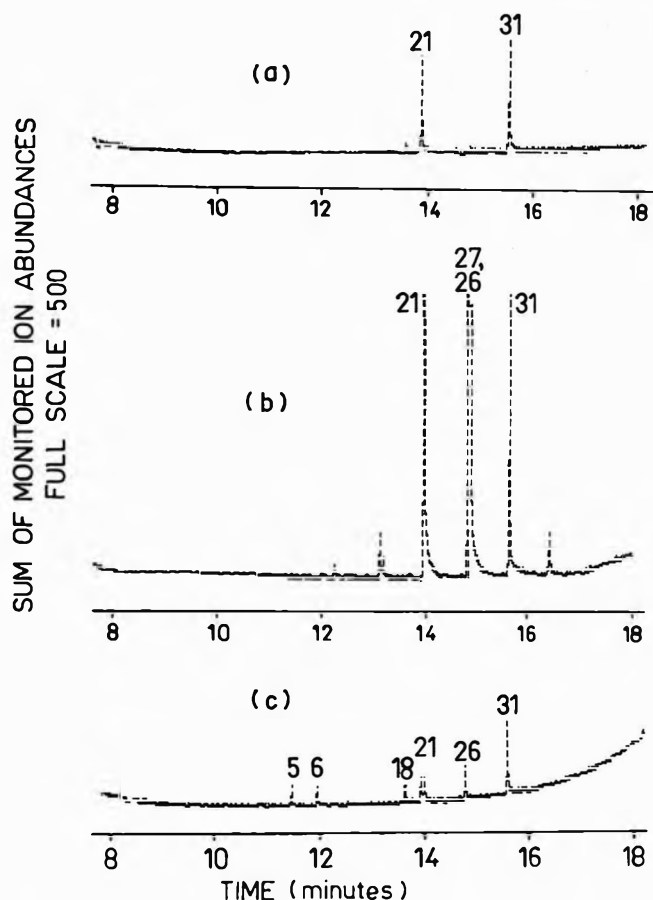 SUM OF MONITORED ION ABUNDANCES
FULL SCALE = 500
(a)
21
31
8 10 12 14 16 18
(b)
21
27,
26
31
8 10 12 14 16 18
(c)
5 6 18 21 26 31
8 10 12 14 16 18
TIME (minutes)